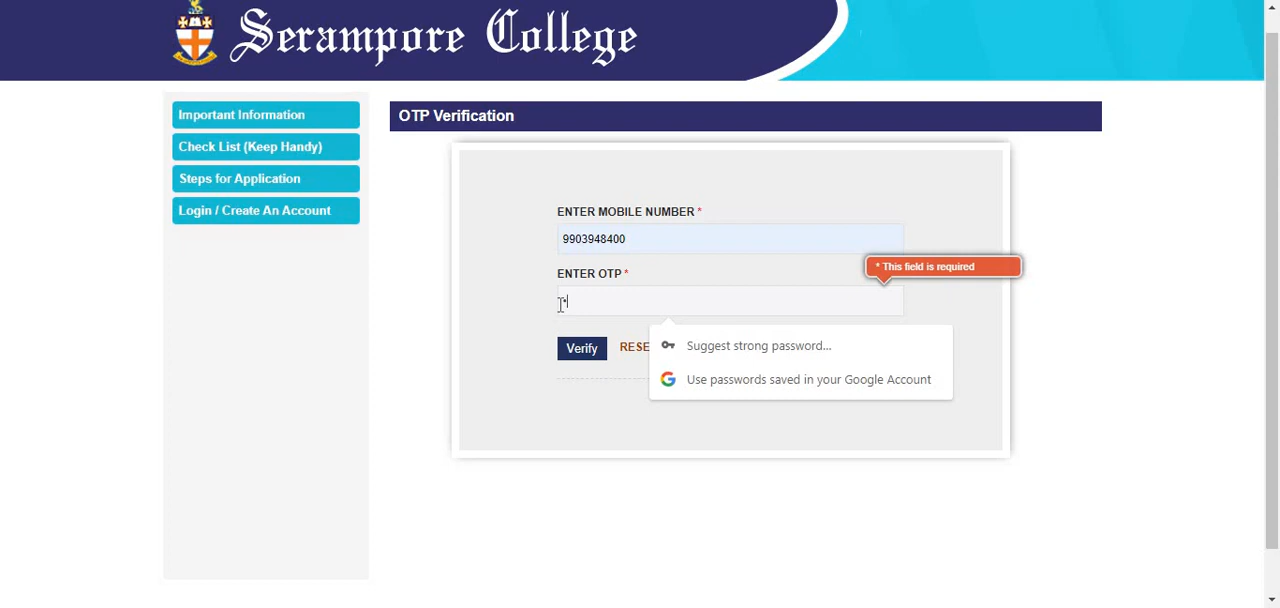 Serampore College
Important Information
Check List (Keep Handy)
Steps for Application
Login / Create An Account
OTP Verification
ENTER MOBILE NUMBER *
9903948400
* This field is required
ENTER OTP *
Verify
RESE
Suggest strong password...
Use passwords saved in your Google Account